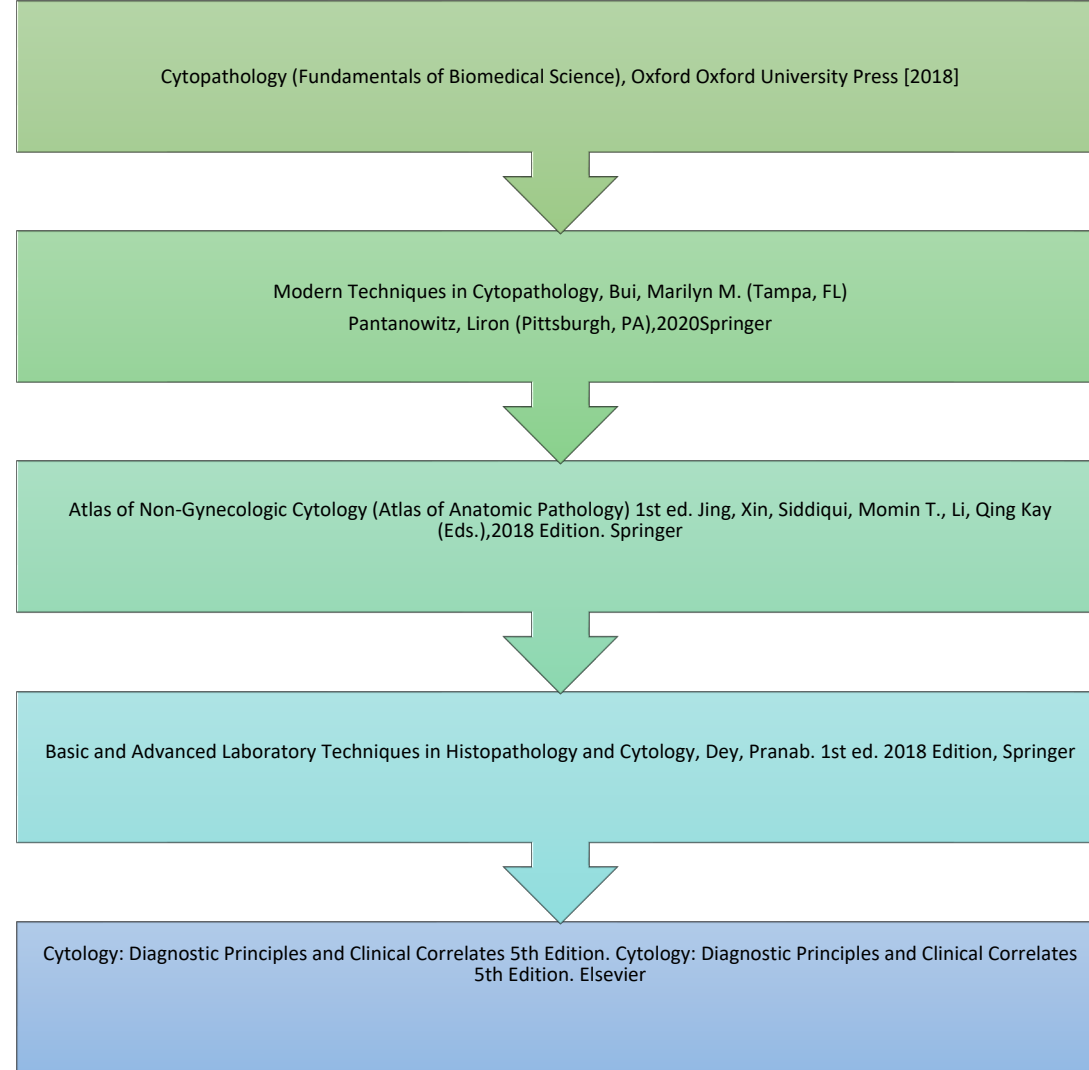 Cytopathology (Fundamentals of Biomedical Science), Oxford Oxford University Press [2018]
Modern Techniques in Cytopathology, Bui, Marilyn M. (Tampa, FL)
Pantanowitz, Liron (Pittsburgh, PA),2020Springer
Atlas of Non-Gynecologic Cytology (Atlas of Anatomic Pathology) 1st ed. Jing, Xin, Siddiqui, Momin T., Li, Qing Kay
(Eds.),2018 Edition. Springer
Basic and Advanced Laboratory Techniques in Histopathology and Cytology, Dey, Pranab. 1st ed. 2018 Edition, Springer
Cytology: Diagnostic Principles and Clinical Correlates 5th Edition. Cytology: Diagnostic Principles and Clinical Correlates
5th Edition. Elsevier